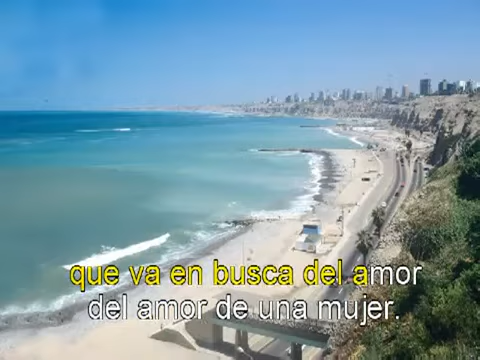 que va en busca del amor
del amor de una mujer.